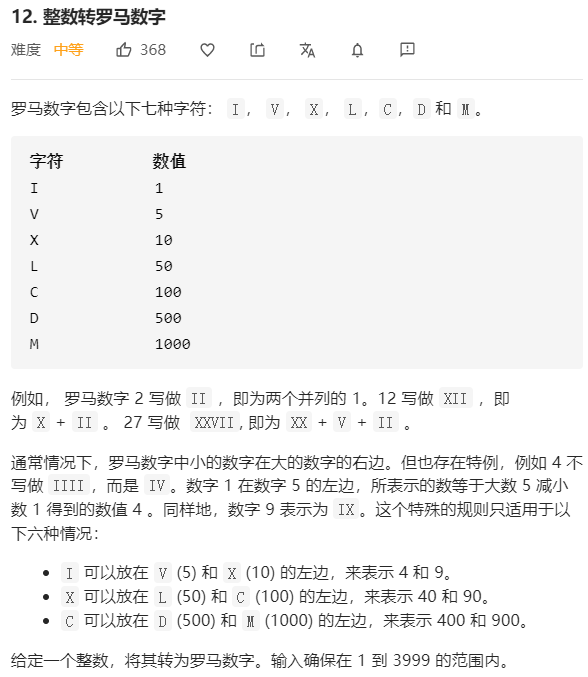 12. 整数转罗马数字
难度 中等 368
罗马数字包含以下七种字符： I， V， X， L，C，D 和 M。
字符 数值
I 1
V 5
X 10
L 50
C 100
D 500
M 1000
例如， 罗马数字 2 写做 II ，即为两个并列的 1。12 写做 XII ，即
为 X + II 。 27 写做 XXVII, 即为 XX + V + II 。
通常情况下，罗马数字中小的数字在大的数字的右边。但也存在特例，例如 4 不
写做 IIII，而是 IV。数字 1 在数字 5 的左边，所表示的数等于大数 5 减小
数 1 得到的数值 4 。同样地，数字 9 表示为 IX。这个特殊的规则只适用于以
下六种情况：
• I 可以放在 V (5) 和 X (10) 的左边，来表示 4 和 9。
• X 可以放在 L (50) 和 C (100) 的左边，来表示 40 和 90。
• C 可以放在 D (500) 和 M (1000) 的左边，来表示 400 和 900。
给定一个整数，将其转为罗马数字。输入确保在 1 到 3999 的范围内。